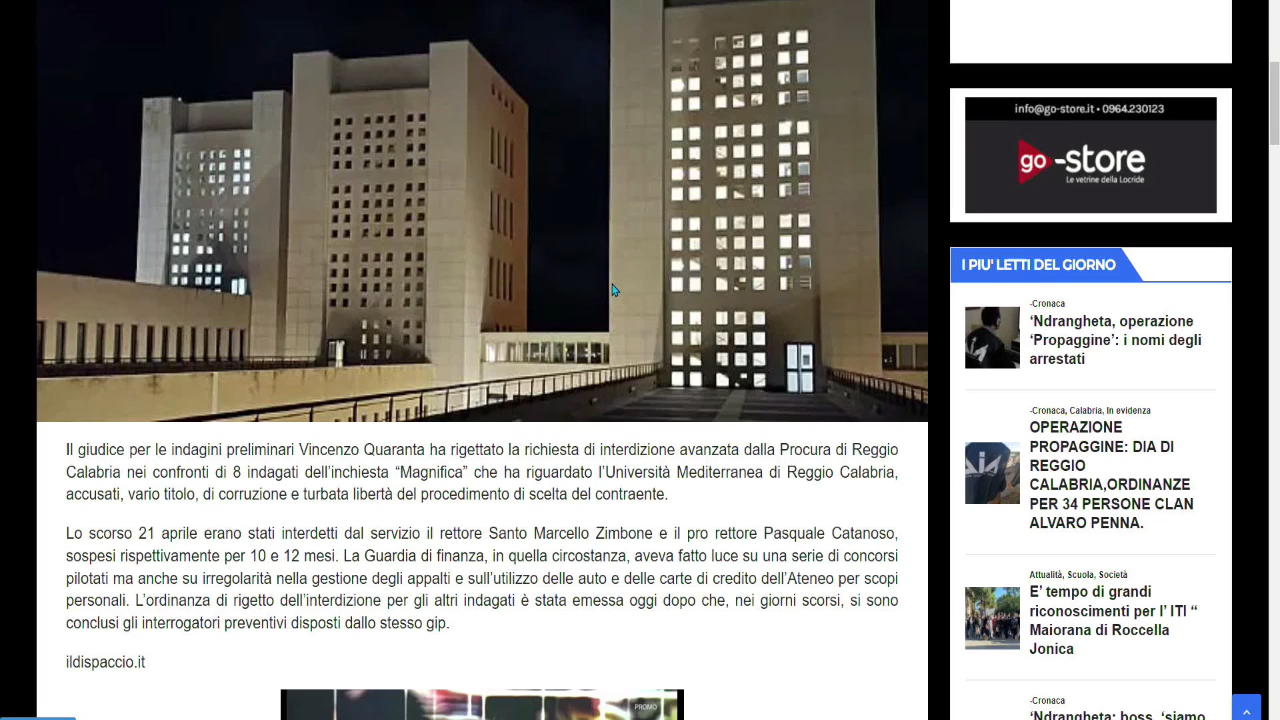 Il giudice per le indagini preliminari Vincenzo Quaranta ha rigettato la richiesta di interdizione avanzata dalla Procura di Reggio
Calabria nei confronti di 8 indagati dell’inchiesta “Magnifica” che ha riguardato l’Università Mediterranea di Reggio Calabria,
accusati, vario titolo, di corruzione e turbata libertà del procedimento di scelta del contraente.
Lo scorso 21 aprile erano stati interdetti dal servizio il rettore Santo Marcello Zimbone e il pro rettore Pasquale Catanoso,
sospesi rispettivamente per 10 e 12 mesi. La Guardia di finanza, in quella circostanza, aveva fatto luce su una serie di concorsi
pilotati ma anche su irregolarità nella gestione degli appalti e sull’utilizzo delle auto e delle carte di credito dell’Ateneo per scopi
personali. L’ordinanza di rigetto dell’interdizione per gli altri indagati è stata emessa oggi dopo che, nei giorni scorsi, si sono
conclusi gli interrogatori preventivi disposti dallo stesso gip.
ildispaccio.it
PROMO
info@go-store.it • 0964.230123
go -store
Le vetrine della Locride
I PIU' LETTI DEL GIORNO
-Cronaca
‘Ndrangheta, operazione
‘Propaggine’: i nomi degli
arrestati
-Cronaca, Calabria, In evidenza
OPERAZIONE
PROPAGGINE: DIA DI
REGGIO
CALABRIA,ORDINANZE
PER 34 PERSONE CLAN
ALVARO PENNA.
Attualità, Scuola, Società
E’ tempo di grandi
riconoscimenti per l’ ITI “
Maiorana di Roccella
Jonica
-Cronaca
‘Ndrangheta: boss, ‘siamo